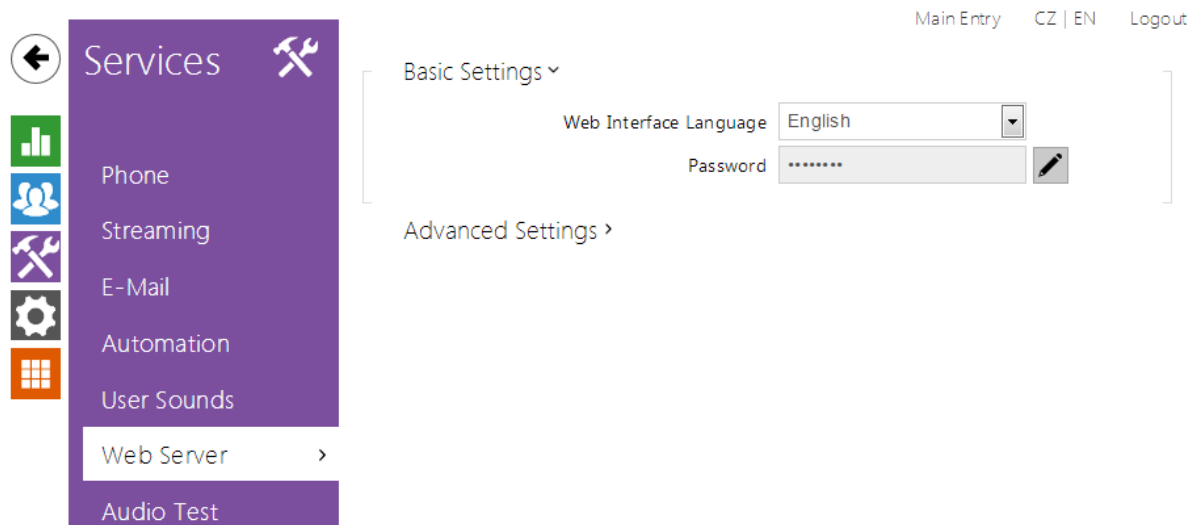 Main Entry CZ | EN Logout
Services
Phone
Streaming
E-Mail
Automation
User Sounds
Web Server
Audio Test
Basic Settings
Web Interface Language English
Password ••••••••
Advanced Settings